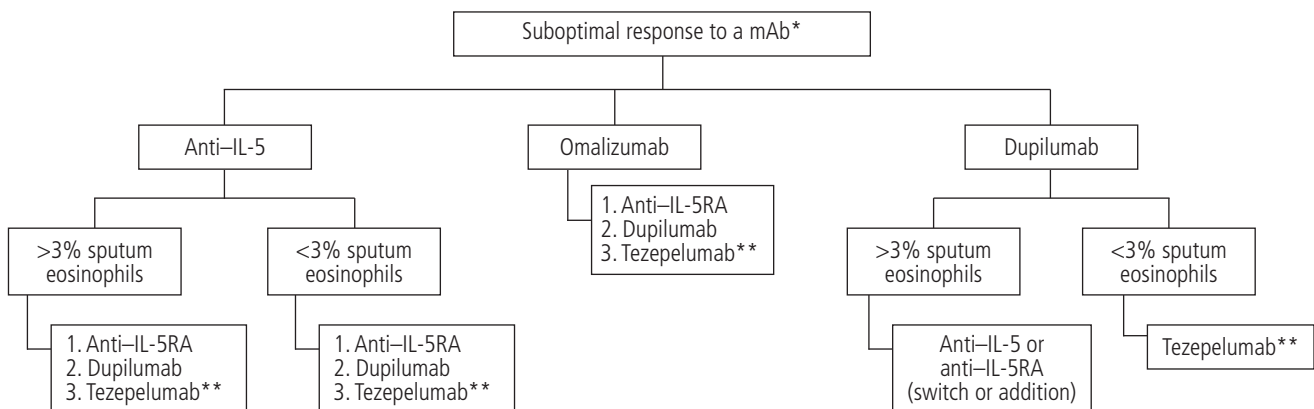 Suboptimal response to a mAb*
Anti–IL-5
Omalizumab
Dupilumab
>3% sputum
eosinophils
<3% sputum
eosinophils
1. Anti–IL-5RA
2. Dupilumab
3. Tezepelumab**
>3% sputum
eosinophils
<3% sputum
eosinophils
1. Anti–IL-5RA
2. Dupilumab
3. Tezepelumab**
1. Anti–IL-5RA
2. Dupilumab
3. Tezepelumab**
Anti–IL-5 or
anti–IL-5RA
(switch or addition)
Tezepelumab**